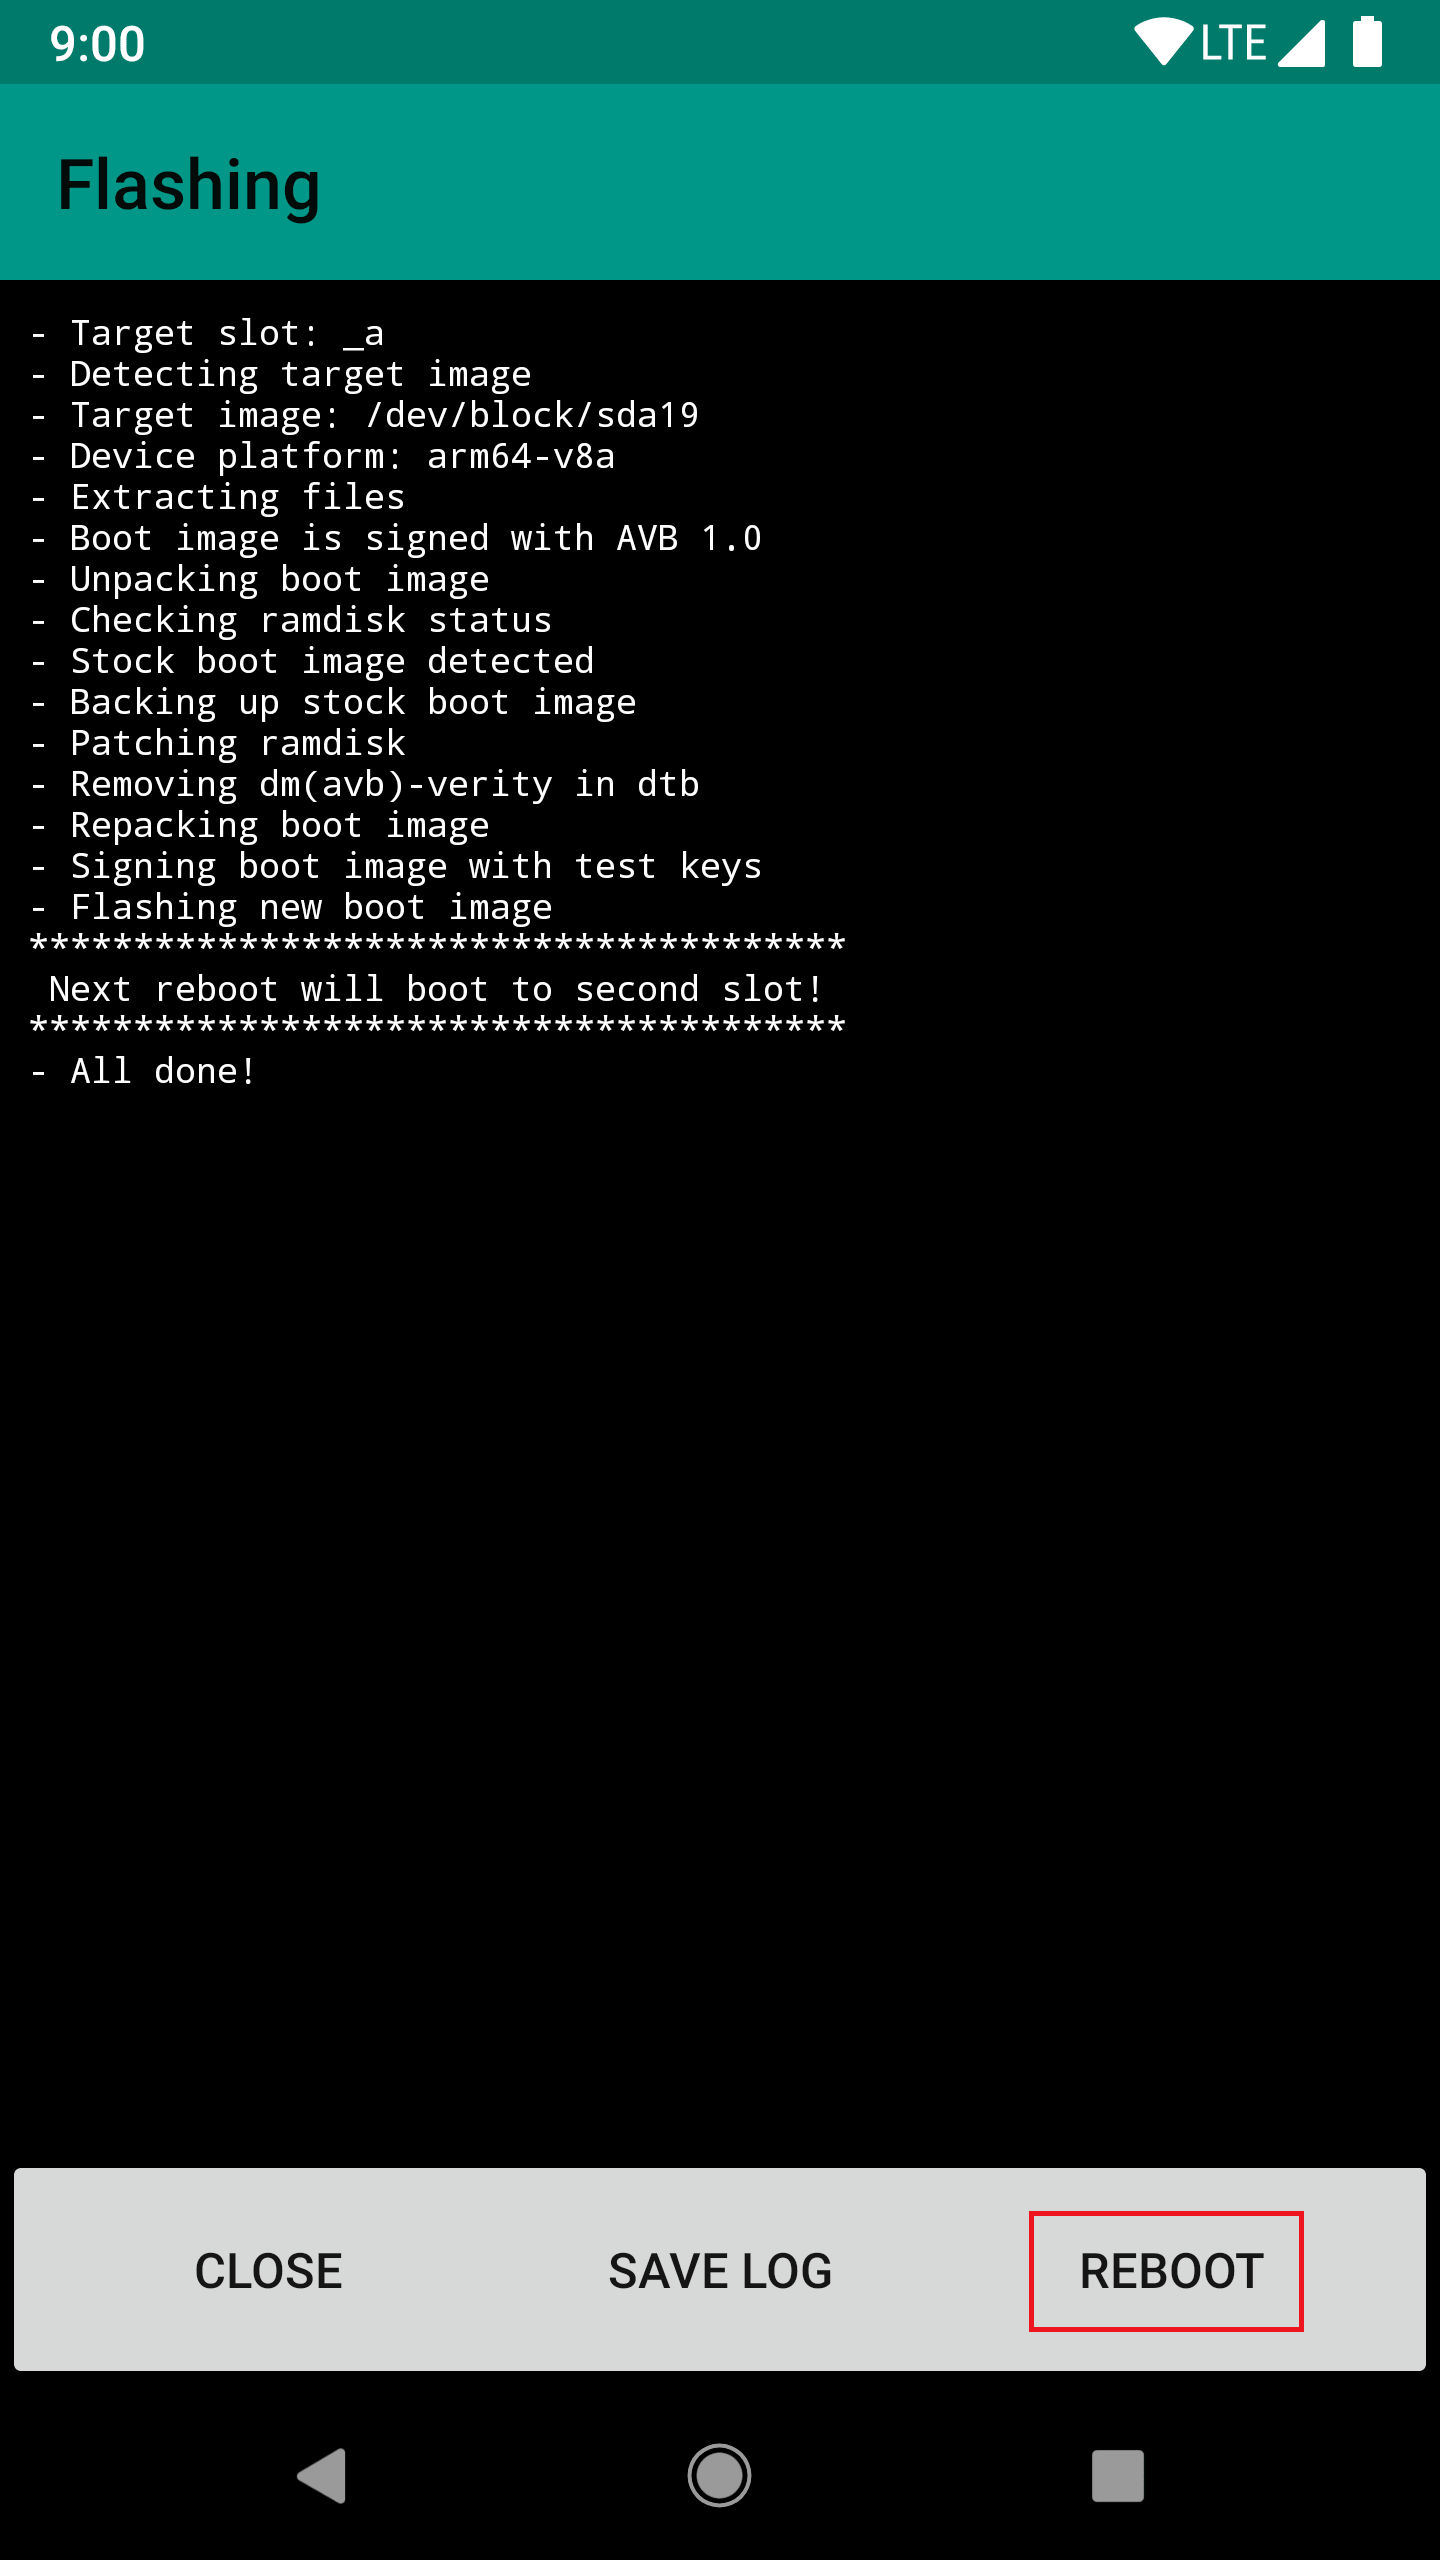 9:00 LTE
Flashing
- Target slot: _a
- Detecting target image
- Target image: /dev/block/sda19
- Device platform: arm64-v8a
- Extracting files
- Boot image is signed with AVB 1.0
- Unpacking boot image
- Checking ramdisk status
- Stock boot image detected
- Backing up stock boot image
- Patching ramdisk
- Removing dm(avb)-verity in dtb
- Repacking boot image
- Signing boot image with test keys
- Flashing new boot image
***************************************
Next reboot will boot to second slot!
***************************************
- All done!
CLOSE SAVE LOG REBOOT